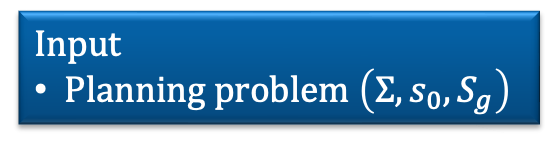 Input
• Planning problem (Σ, s₀, S_g)